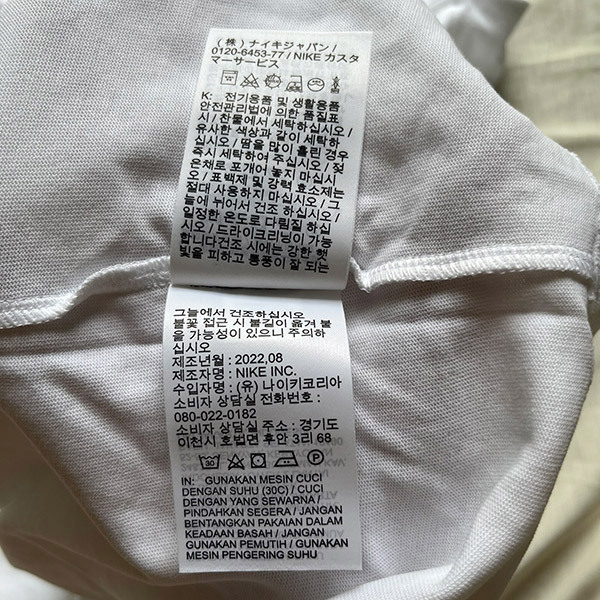 (株)ナイキジャパン/
0120-6453-77 / NIKE カスタ
マーサービス
K: 전기용품 및 생활용품
안전관리법에 의한 품질표
시 / 찬물에서 세탁하십시오 /
유사한 색상과 같이 세탁하
십시오 / 땀을 많이 흘린 경우
즉시 세탁하여 주십시오 / 젖
은채로 포개어 놓지 마십시
오 / 표백제 및 강력 효소제는
절대 사용하지 마십시오 / 그
늘에 뉘어서 건조 하십시오 /
일정한 온도로 다림질 하십
시오 / 드라이크리닝이 가능
합니다건조 시에는 강한 햇
빛을 피하고 통풍이 잘 되는
그늘에서 건조하십시오
불꽃 접근 시 불길이 옮겨 붙
을 가능성이 있으니 주의하
십시오
제조년월 : 2022,08
제조자명 : NIKE INC.
수입자명 : (유) 나이키코리아
소비자 상담실 전화번호 :
080-022-0182
소비자 상담실 주소 : 경기도
이천시 호법면 후안 3리 68
30
IN: GUNAKAN MESIN CUCI
DENGAN SUHU (30C) / CUCI
DENGAN YANG SEWARNA /
PINDAHKAN SEGERA / JANGAN
BENTANGKAN PAKAIAN DALAM
KEADAAN BASAH / JANGAN
GUNAKAN PEMUTIH / GUNAKAN
MESIN PENGERING SUHU